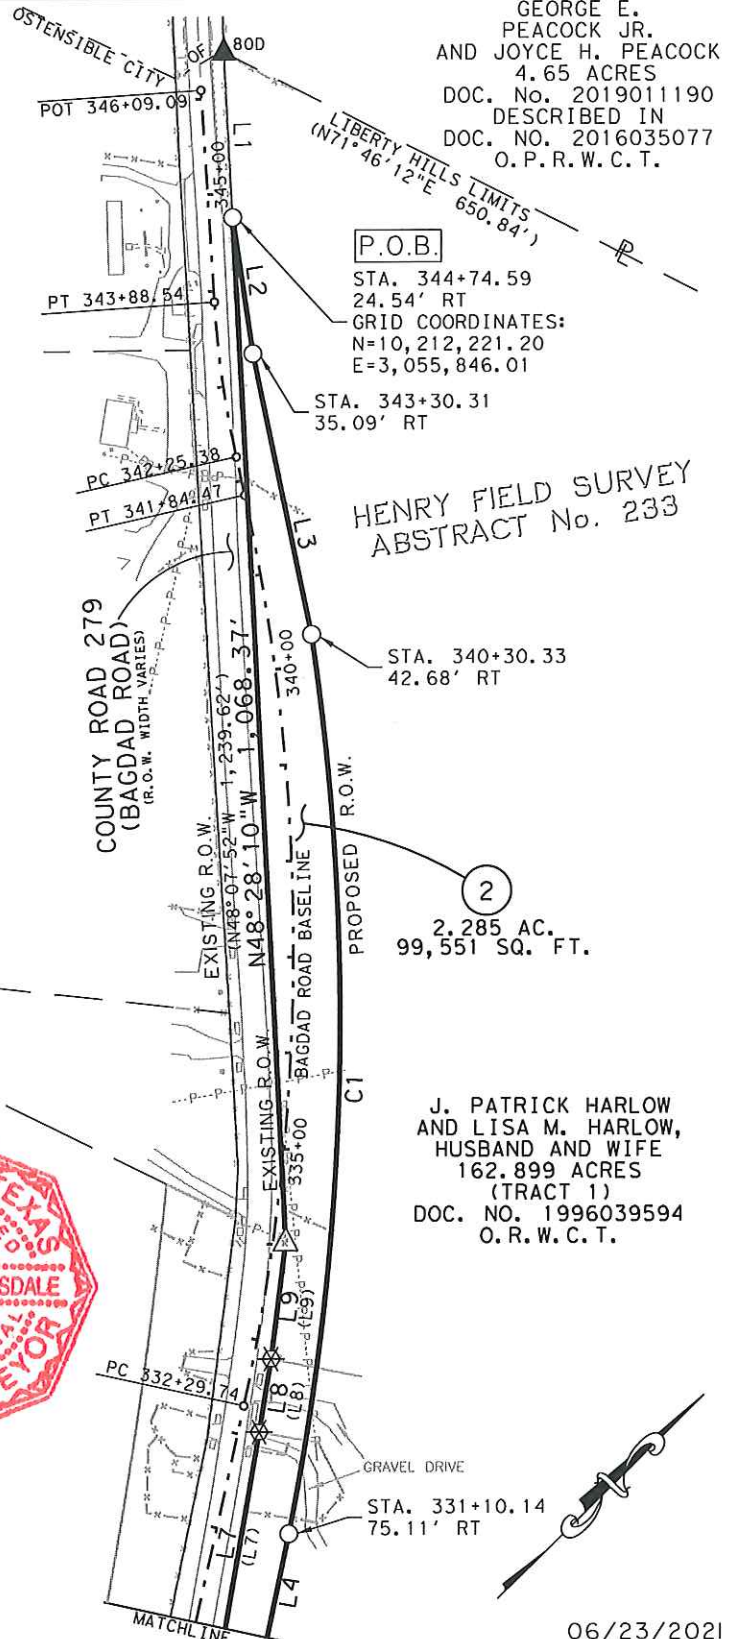 GEORGE E.
PEACOCK JR.
AND JOYCE H. PEACOCK
4.65 ACRES
DOC. No. 2019011190
DESCRIBED IN
DOC. NO. 2016035077
O.P.R.W.C.T.
OSTENSIBLE CITY OF
LIBERTY HILLS LIMITS
(N71°46'12"E 650.84')
80D
POT 346+09.09
L1
345+00
P.O.B.
STA. 344+74.59
24.54' RT
GRID COORDINATES:
N=10,212,221.20
E=3,055,846.01
L2
PT 343+88.54
STA. 343+30.31
35.09' RT
PC 342+25.38
PT 341+84.47
L3
HENRY FIELD SURVEY
ABSTRACT No. 233
COUNTY ROAD 279
(BAGDAD ROAD)
(R.O.W. WIDTH VARIES)
340+00
STA. 340+30.33
42.68' RT
EXISTING R.O.W.
(N48°07'52"W 1,239.62')
N48°28'10"W 1,068.37'
BAGDAD ROAD BASELINE
PROPOSED R.O.W.
2
2.285 AC.
99,551 SQ. FT.
EXISTING R.O.W.
335+00
C1
J. PATRICK HARLOW
AND LISA M. HARLOW,
HUSBAND AND WIFE
162.899 ACRES
(TRACT 1)
DOC. NO. 1996039594
O.R.W.C.T.
L9
(L9)
PC 332+29.74
L8
(L8)
GRAVEL DRIVE
STA. 331+10.14
75.11' RT
L7
(L7)
L4
MATCHLINE
06/23/2021